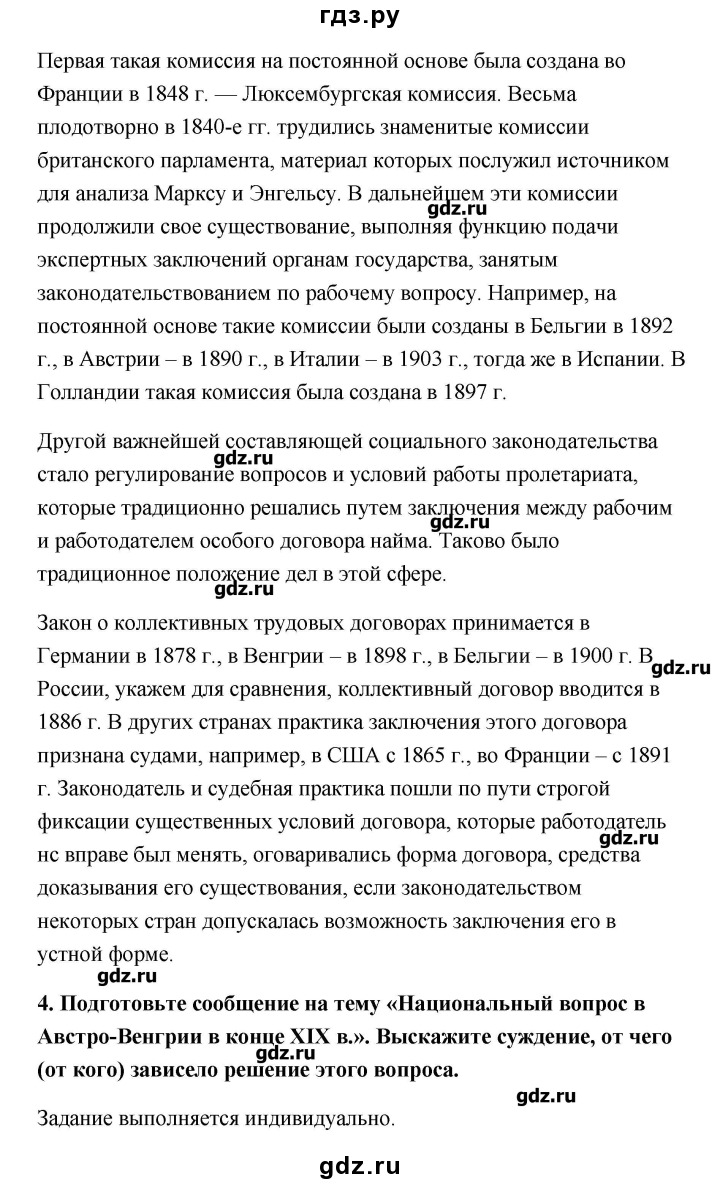 гдз.ру
Первая такая комиссия на постоянной основе была создана во
Франции в 1848 г. — Люксембургская комиссия. Весьма
плодотворно в 1840-е гг. трудились знаменитые комиссии
британского парламента, материал которых послужил источником
для анализа Марксу и Энгельсу. В дальнейшем эти комиссии
gdz.ru
продолжили свое существование, выполняя функцию подачи
экспертных заключений органам государства, занятым
законодательствованием по рабочему вопросу. Например, на
постоянной основе такие комиссии были созданы в Бельгии в 1892
г., в Австрии – в 1890 г., в Италии – в 1903 г., тогда же в Испании. В
Голландии такая комиссия была создана в 1897 г.
Другой важнейшей составляющей социального законодательства
gdz.ru
стало регулирование вопросов и условий работы пролетариата,
которые традиционно решались путем заключения между рабочим
gdz.ru
и работодателем особого договора найма. Таково было
традиционное положение дел в этой сфере.
gdz.ru
Закон о коллективных трудовых договорах принимается в
Германии в 1878 г., в Венгрии – в 1898 г., в Бельгии – в 1900 г. В
gdz.ru
России, укажем для сравнения, коллективный договор вводится в
1886 г. В других странах практика заключения этого договора
признана судами, например, в США с 1865 г., во Франции – с 1891
г. Законодатель и судебная практика пошли по пути строгой
фиксации существенных условий договора, которые работодатель
gdz.ru
нс вправе был менять, оговаривались форма договора, средства
доказывания его существования, если законодательством
некоторых стран допускалась возможность заключения его в
устной форме.
gdz.ru
4. Подготовьте сообщение на тему «Национальный вопрос в
Австро-Венгрии в конце XIX в.». Выскажите суждение, от чего
gdz.ru
(от кого) зависело решение этого вопроса.
gdz.ru
Задание выполняется индивидуально.
gdz.ru